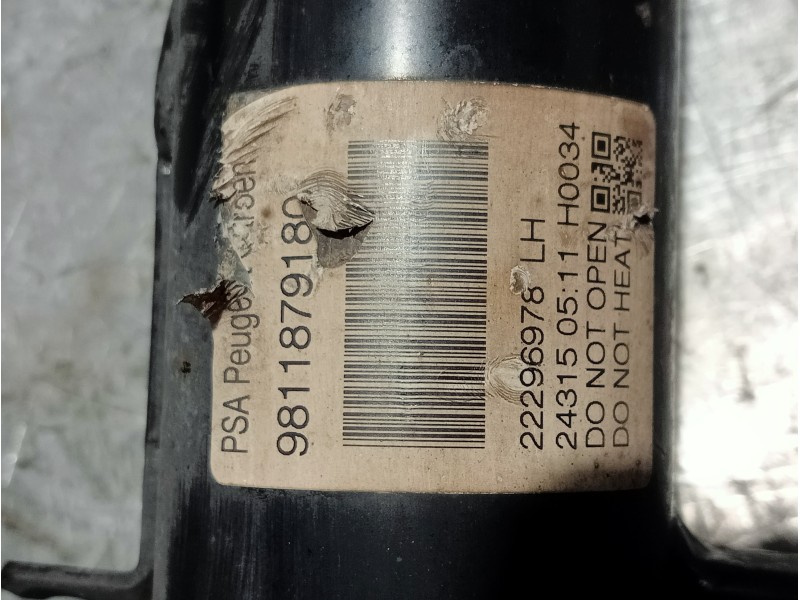 PSA Peugeot
9811879180
22296978 LH
24315 05:11 H0034
DO NOT OPEN
DO NOT HEAT